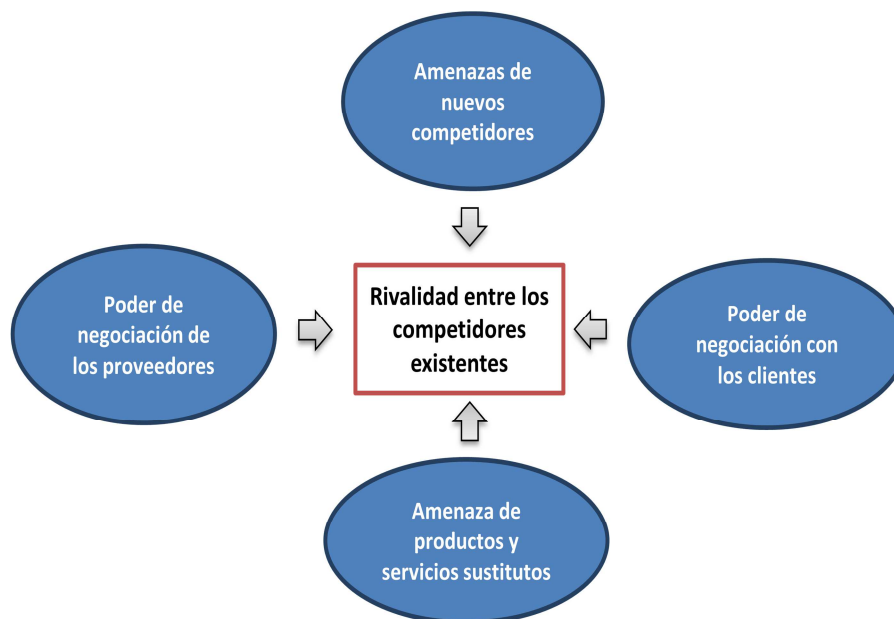 Amenazas de
nuevos
competidores
Poder de
negociación de
los proveedores
Rivalidad entre los
competidores
existentes
Poder de
negociación con
los clientes
Amenaza de
productos y
servicios sustitutos